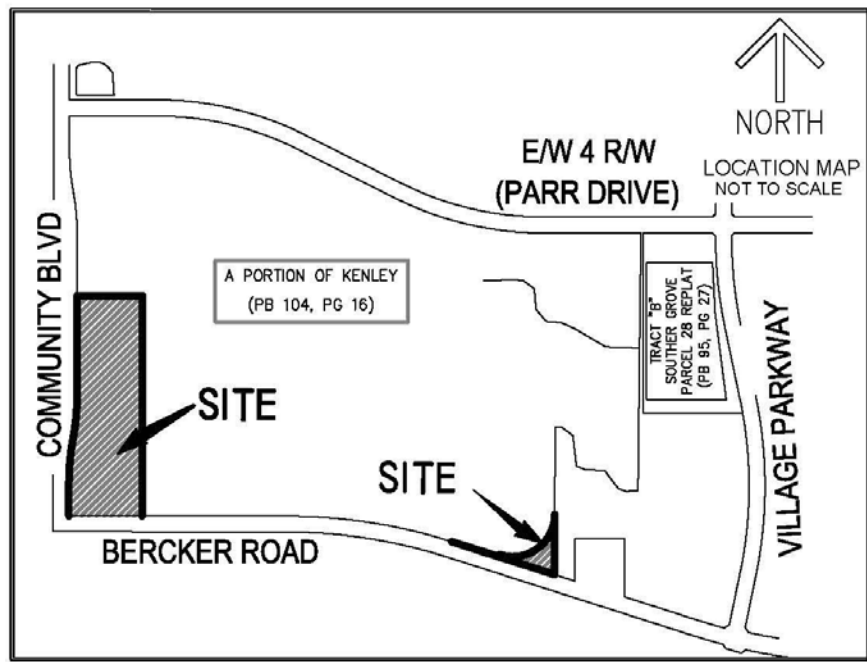 NORTH
LOCATION MAP
NOT TO SCALE
E/W 4 R/W
(PARR DRIVE)
A PORTION OF KENLEY
(PB 104, PG 16)
TRACT "B"
SOUTHER GROVE
PARCEL 28 REPLAT
(PB 95, PG 27)
COMMUNITY BLVD
SITE
SITE
VILLAGE PARKWAY
BERCKER ROAD